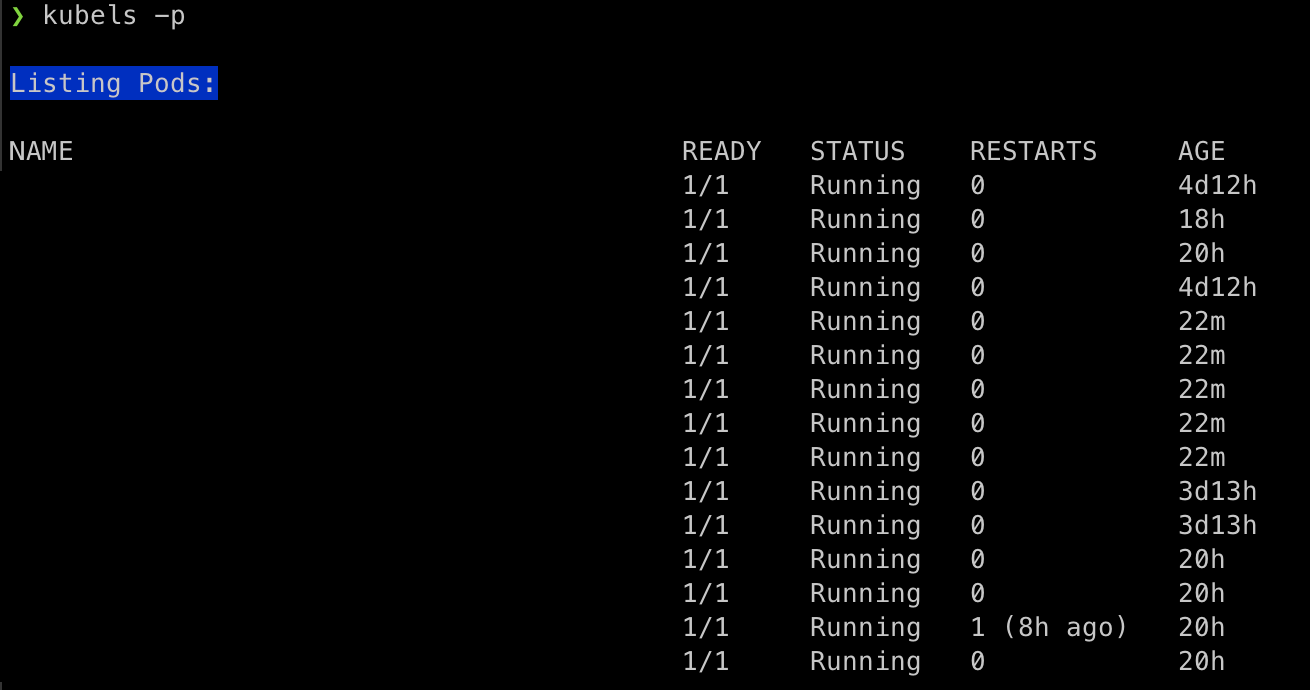 ❯ kubels -p
Listing Pods:
NAME READY STATUS RESTARTS AGE
1/1 Running 0 4d12h
1/1 Running 0 18h
1/1 Running 0 20h
1/1 Running 0 4d12h
1/1 Running 0 22m
1/1 Running 0 22m
1/1 Running 0 22m
1/1 Running 0 22m
1/1 Running 0 22m
1/1 Running 0 3d13h
1/1 Running 0 3d13h
1/1 Running 0 20h
1/1 Running 0 20h
1/1 Running 1 (8h ago) 20h
1/1 Running 0 20h